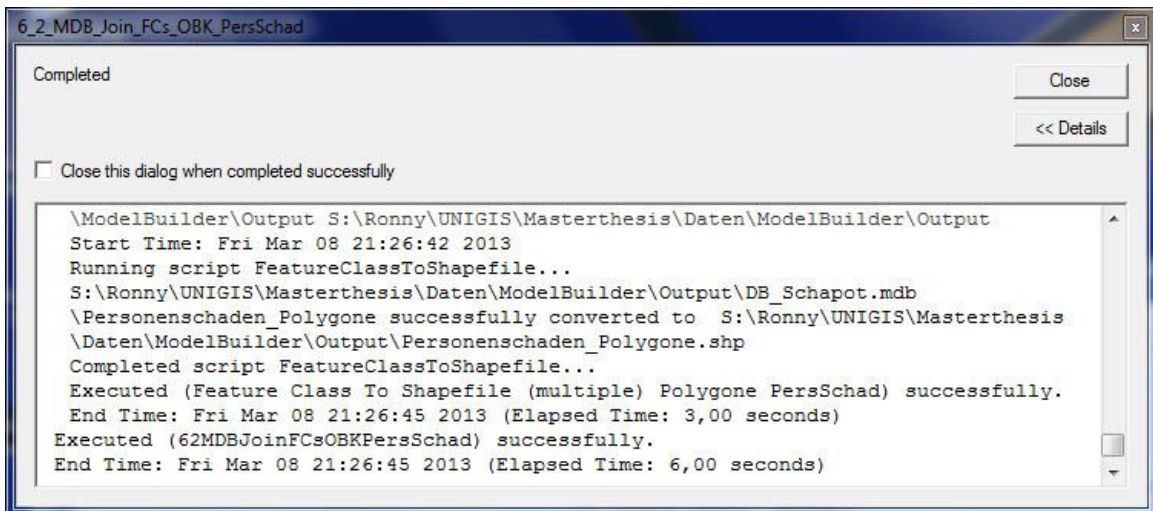 6_2_MDB_Join_FCs_OBK_PersSchad
x
Completed
Close
<< Details
Close this dialog when completed successfully
\ModelBuilder\Output S:\Ronny\UNIGIS\Masterthesis\Daten\ModelBuilder\Output
Start Time: Fri Mar 08 21:26:42 2013
Running script FeatureClassToShapefile...
S:\Ronny\UNIGIS\Masterthesis\Daten\ModelBuilder\Output\DB_Schapot.mdb
\Personenschaden_Polygone successfully converted to  S:\Ronny\UNIGIS\Masterthesis
\Daten\ModelBuilder\Output\Personenschaden_Polygone.shp
Completed script FeatureClassToShapefile...
Executed (Feature Class To Shapefile (multiple) Polygone PersSchad) successfully.
End Time: Fri Mar 08 21:26:45 2013 (Elapsed Time: 3,00 seconds)
Executed (62MDBJoinFCsOBKPersSchad) successfully.
End Time: Fri Mar 08 21:26:45 2013 (Elapsed Time: 6,00 seconds)